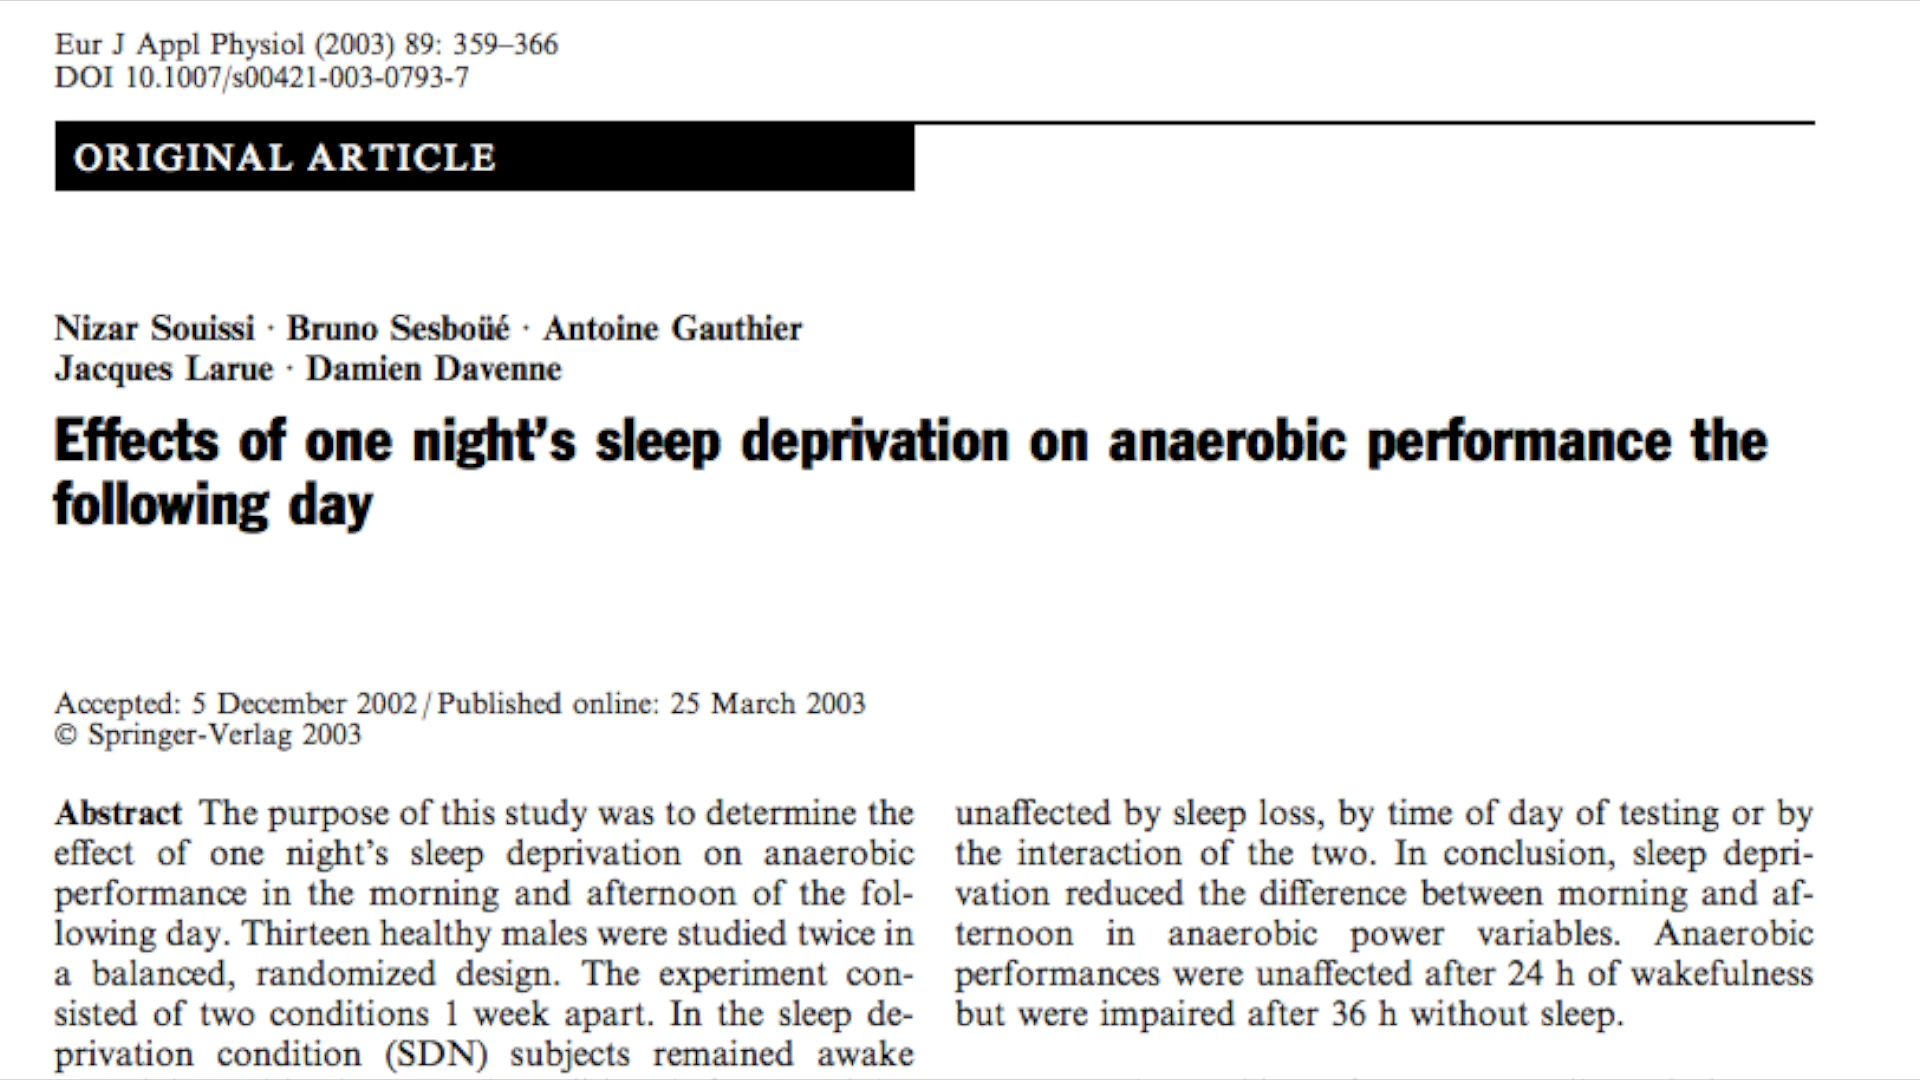 Eur J Appl Physiol (2003) 89: 359–366
DOI 10.1007/s00421-003-0793-7
ORIGINAL ARTICLE
Nizar Souissi · Bruno Sesboüé · Antoine Gauthier
Jacques Larue · Damien Davenne
Effects of one night's sleep deprivation on anaerobic performance the
following day
Accepted: 5 December 2002 / Published online: 25 March 2003
© Springer-Verlag 2003
Abstract The purpose of this study was to determine the
effect of one night's sleep deprivation on anaerobic
performance in the morning and afternoon of the fol-
lowing day. Thirteen healthy males were studied twice in
a balanced, randomized design. The experiment con-
sisted of two conditions 1 week apart. In the sleep de-
privation condition (SDN) subjects remained awake
unaffected by sleep loss, by time of day of testing or by
the interaction of the two. In conclusion, sleep depri-
vation reduced the difference between morning and af-
ternoon in anaerobic power variables. Anaerobic
performances were unaffected after 24 h of wakefulness
but were impaired after 36 h without sleep.